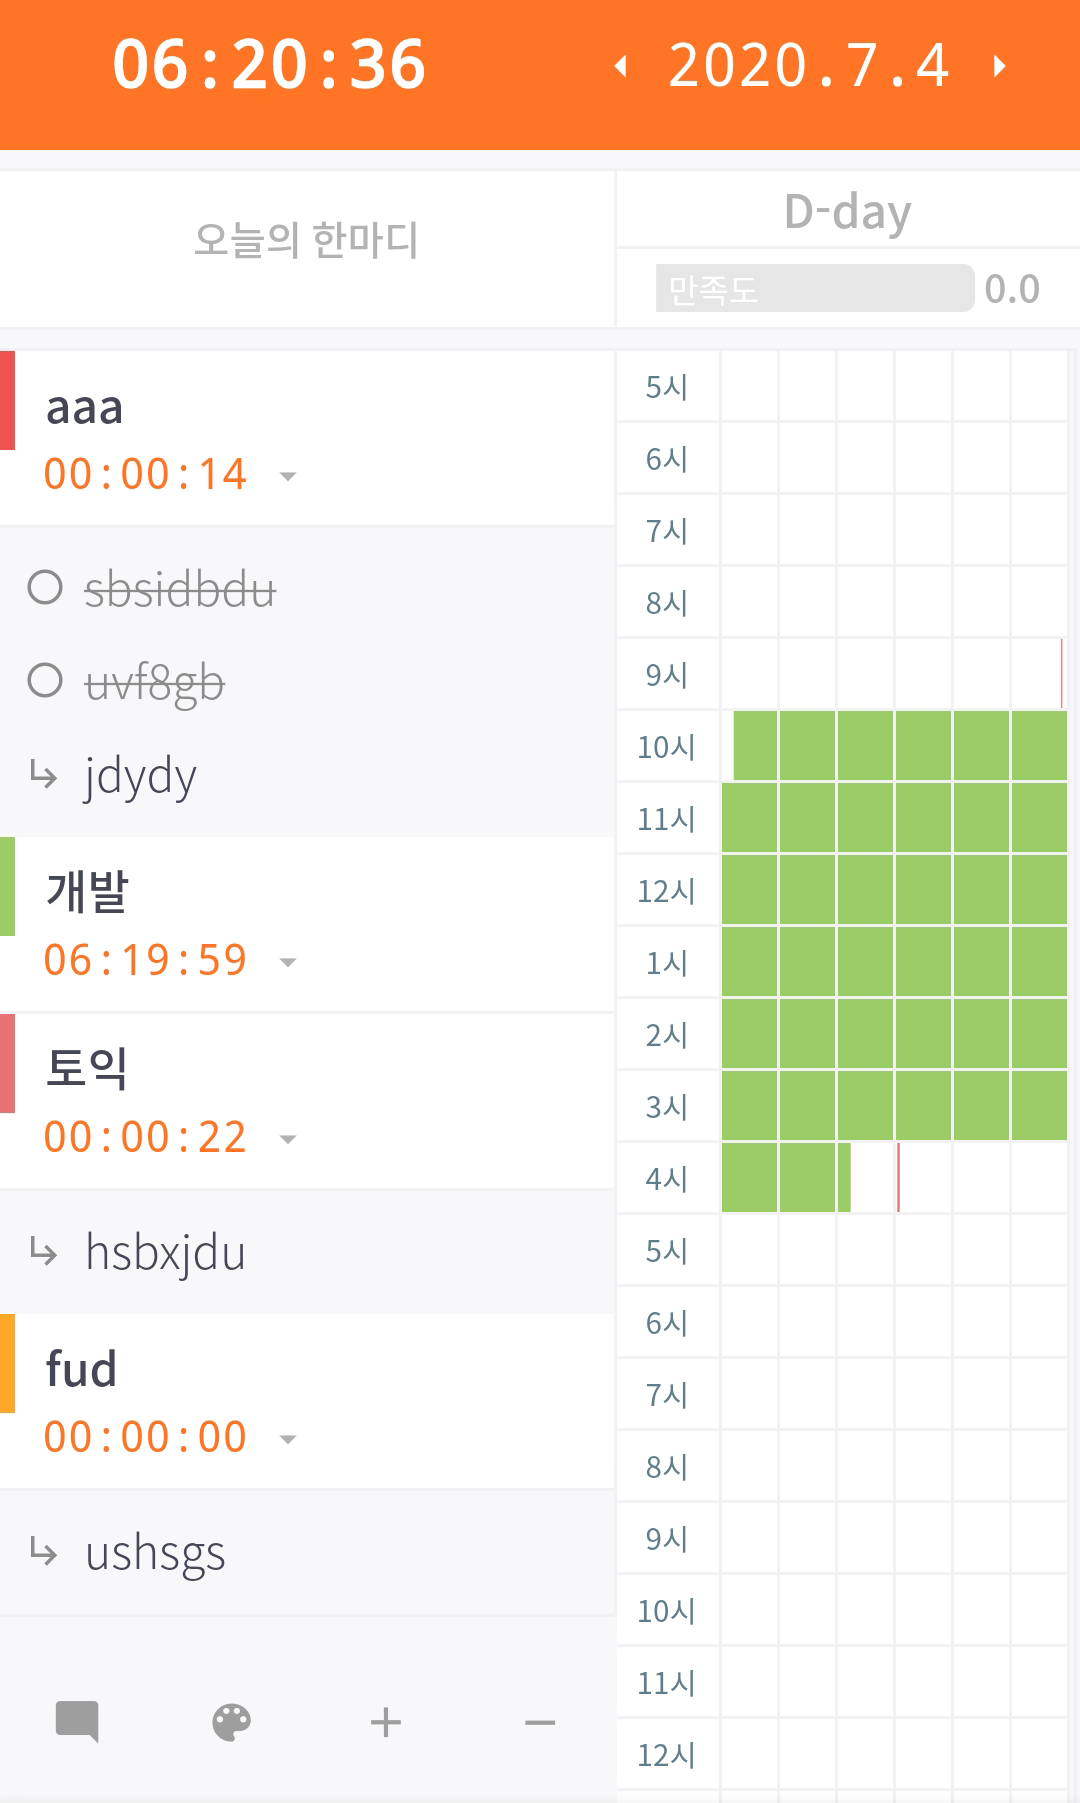 06:20:36
2020.7.4
오늘의 한마디
D-day
만족도 0.0
aaa
00:00:14
sbsidbdu
uvf8gb
jdydy
개발
06:19:59
토익
00:00:22
hsbxjdu
fud
00:00:00
ushsgs
5시
6시
7시
8시
9시
10시
11시
12시
1시
2시
3시
4시
5시
6시
7시
8시
9시
10시
11시
12시